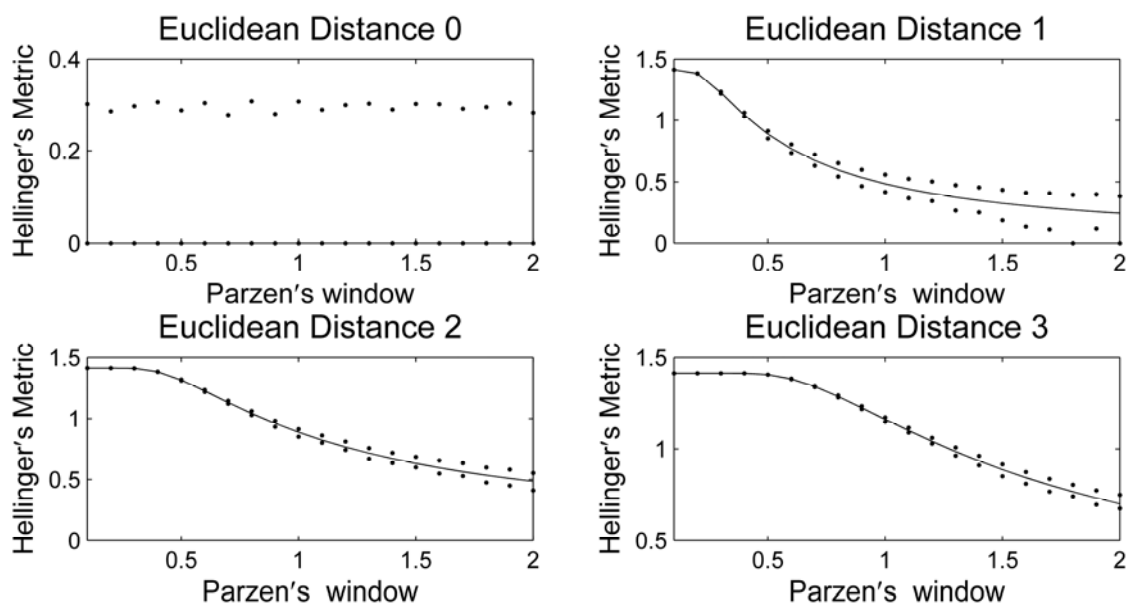 Euclidean Distance 0
0.4
0.2
0
0.5
1
1.5
2
Hellinger's Metric
Parzen's window
Euclidean Distance 1
1.5
1
0.5
0
0.5
1
1.5
2
Hellinger's Metric
Parzen's window
Euclidean Distance 2
1.5
1
0.5
0
0.5
1
1.5
2
Hellinger's Metric
Parzen's window
Euclidean Distance 3
1.5
1
0.5
0.5
1
1.5
2
Hellinger's Metric
Parzen's window